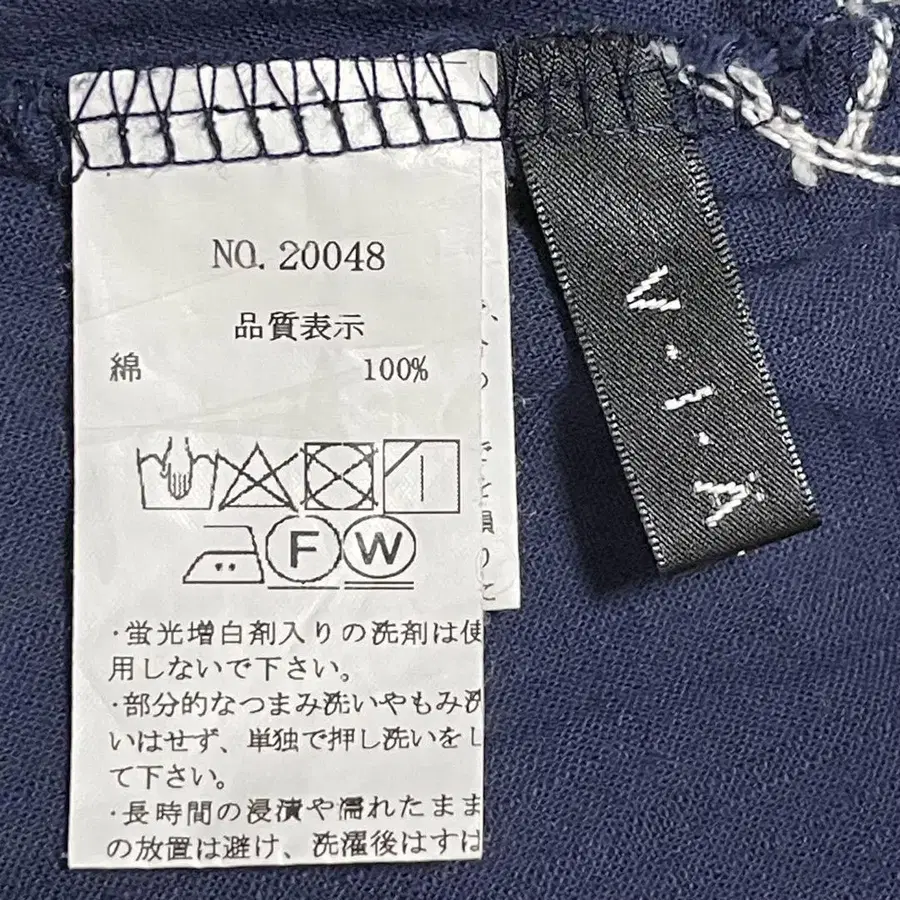 NO. 20048
品質表示
綿 100%
F W
・蛍光増白剤入りの洗剤は使
用しないで下さい。
・部分的なつまみ洗いやもみ洗
いはせず、単独で押し洗いをし
て下さい。
・長時間の浸漬や濡れたまま
の放置は避け、洗濯後はすば
V・I・A